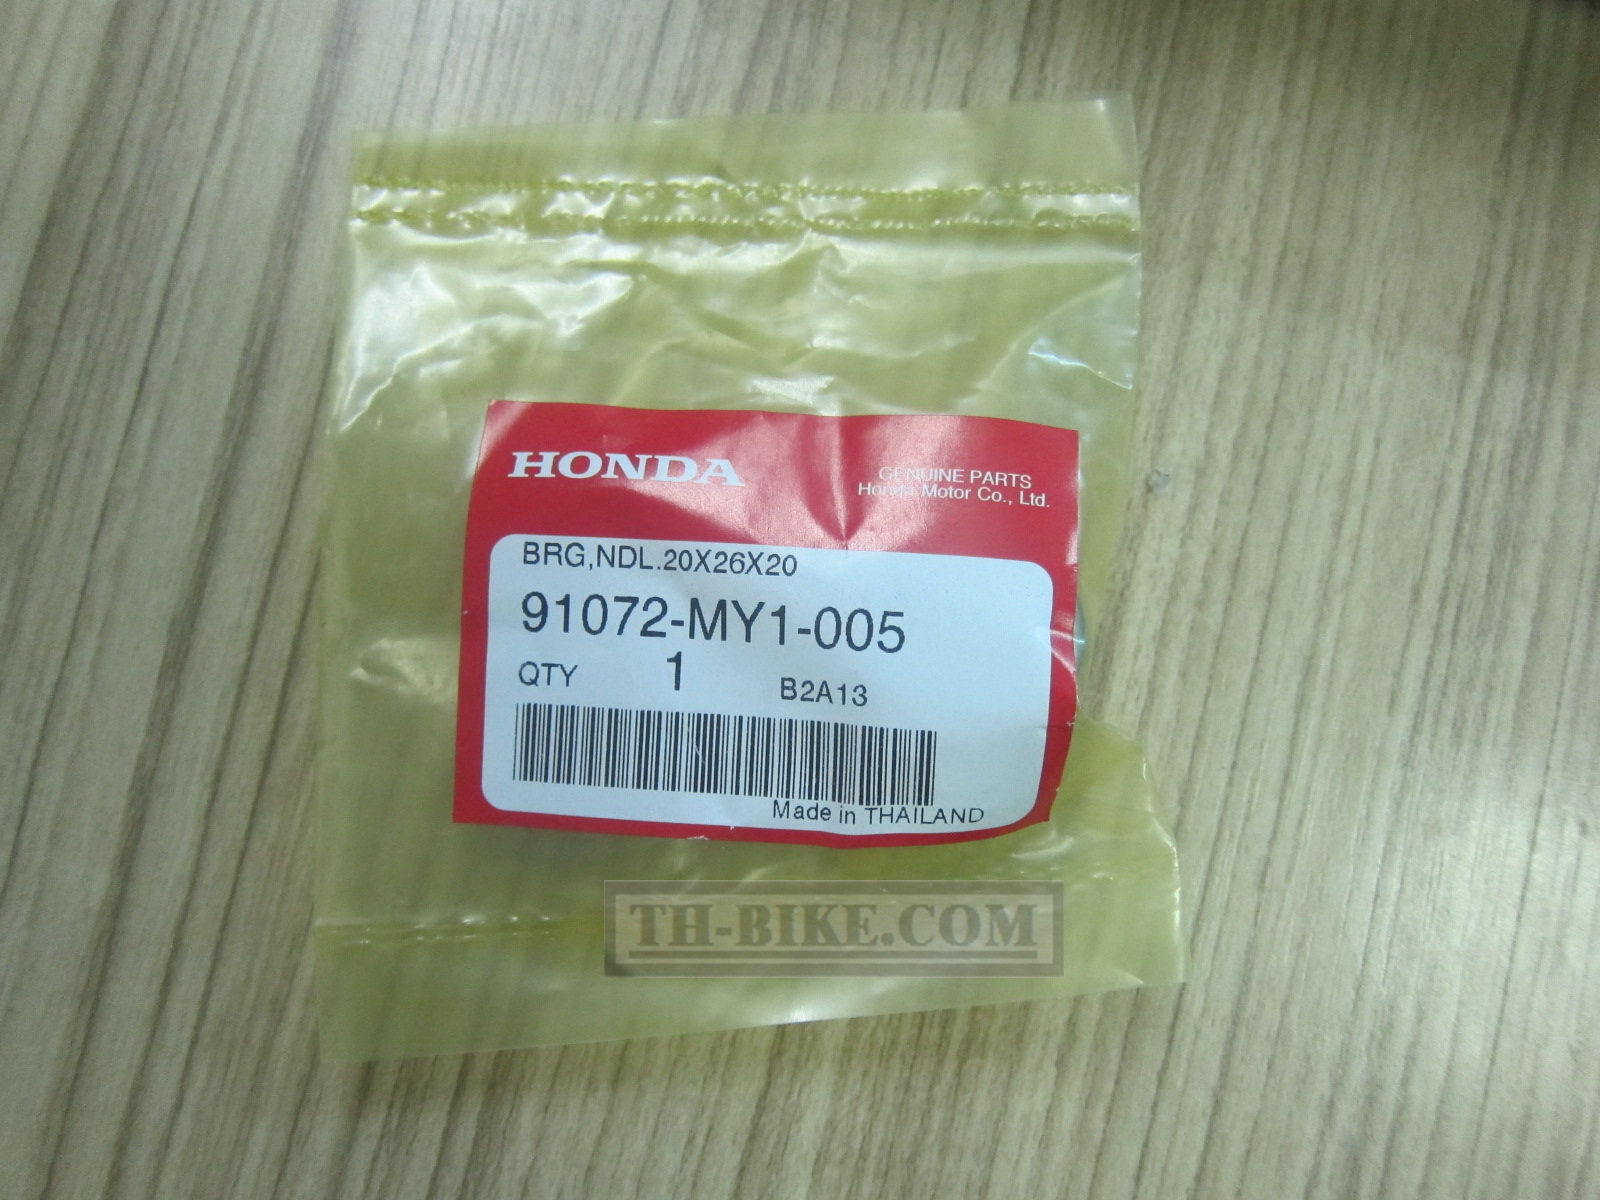 HONDA
GENUINE PARTS
Honda Motor Co., Ltd.
BRG,NDL.20X26X20
91072-MY1-005
QTY 1 B2A13
Made in THAILAND
TH-BIKE.COM